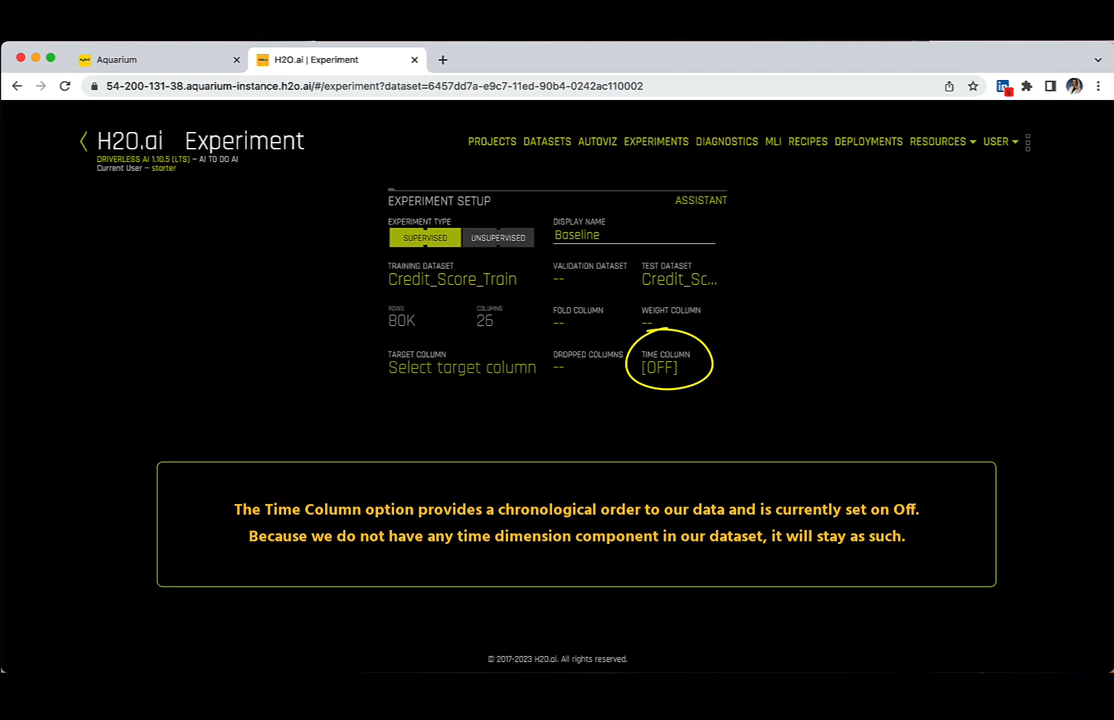 Aquarium
H2O.ai | Experiment
54-200-131-38.aquarium-instance.h2o.ai/#/experiment?dataset=6457dd7a-e9c7-11ed-90b4-0242ac110002
H2O.ai Experiment
DRIVERLESS AI 1.10.5 (LTS) – AI TO DO AI
Current User – starter
PROJECTS DATASETS AUTOVIZ EXPERIMENTS DIAGNOSTICS MLI RECIPES DEPLOYMENTS RESOURCES USER
EXPERIMENT SETUP ASSISTANT
EXPERIMENT TYPE DISPLAY NAME
SUPERVISED UNSUPERVISED Baseline
TRAINING DATASET VALIDATION DATASET TEST DATASET
Credit_Score_Train -- Credit_Sc...
ROWS COLUMNS FOLD COLUMN WEIGHT COLUMN
80K 26 -- --
TARGET COLUMN DROPPED COLUMNS TIME COLUMN
Select target column -- [OFF]
The Time Column option provides a chronological order to our data and is currently set on Off.
Because we do not have any time dimension component in our dataset, it will stay as such.
© 2017-2023 H2O.ai. All rights reserved.